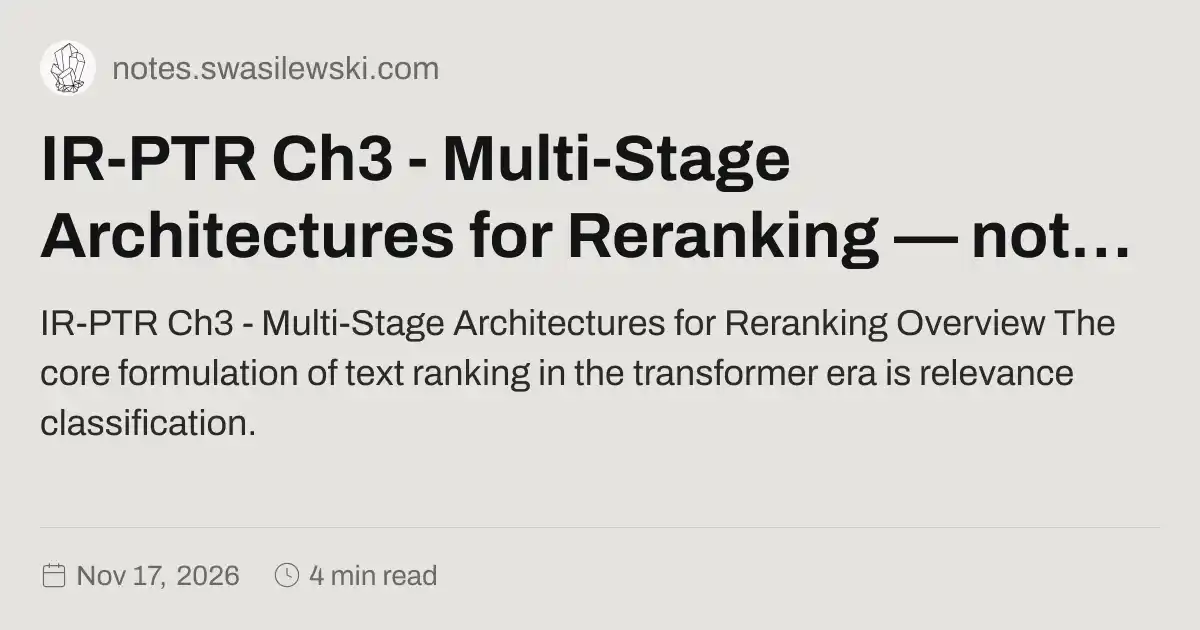 notes.swasilewski.com
IR-PTR Ch3 - Multi-Stage
Architectures for Reranking — not…
IR-PTR Ch3 - Multi-Stage Architectures for Reranking Overview The
core formulation of text ranking in the transformer era is relevance
classification.
Nov 17, 2026 4 min read